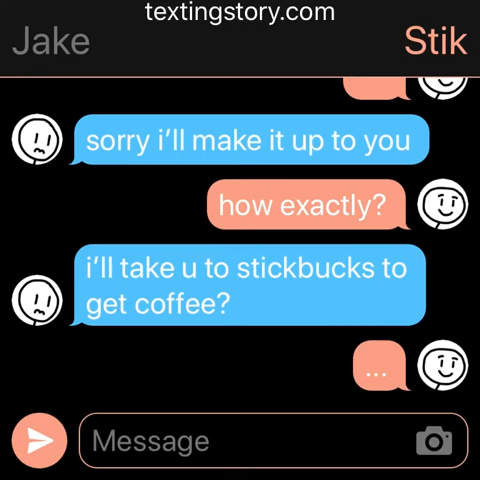 textingstory.com
Jake
Stik
sorry i’ll make it up to you
how exactly?
i’ll take u to stickbucks to
get coffee?
...
Message